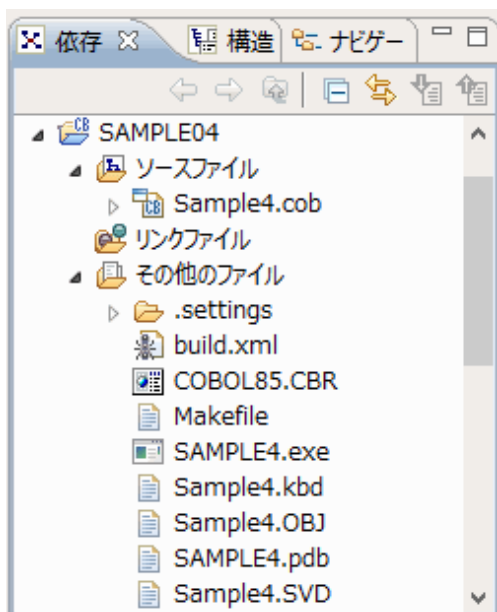 依存 構造 ナビゲー
SAMPLE04
ソースファイル
Sample4.cob
リンクファイル
その他のファイル
.settings
build.xml
COBOL85.CBR
Makefile
SAMPLE4.exe
Sample4.kbd
Sample4.OBJ
SAMPLE4.pdb
Sample4.SVD